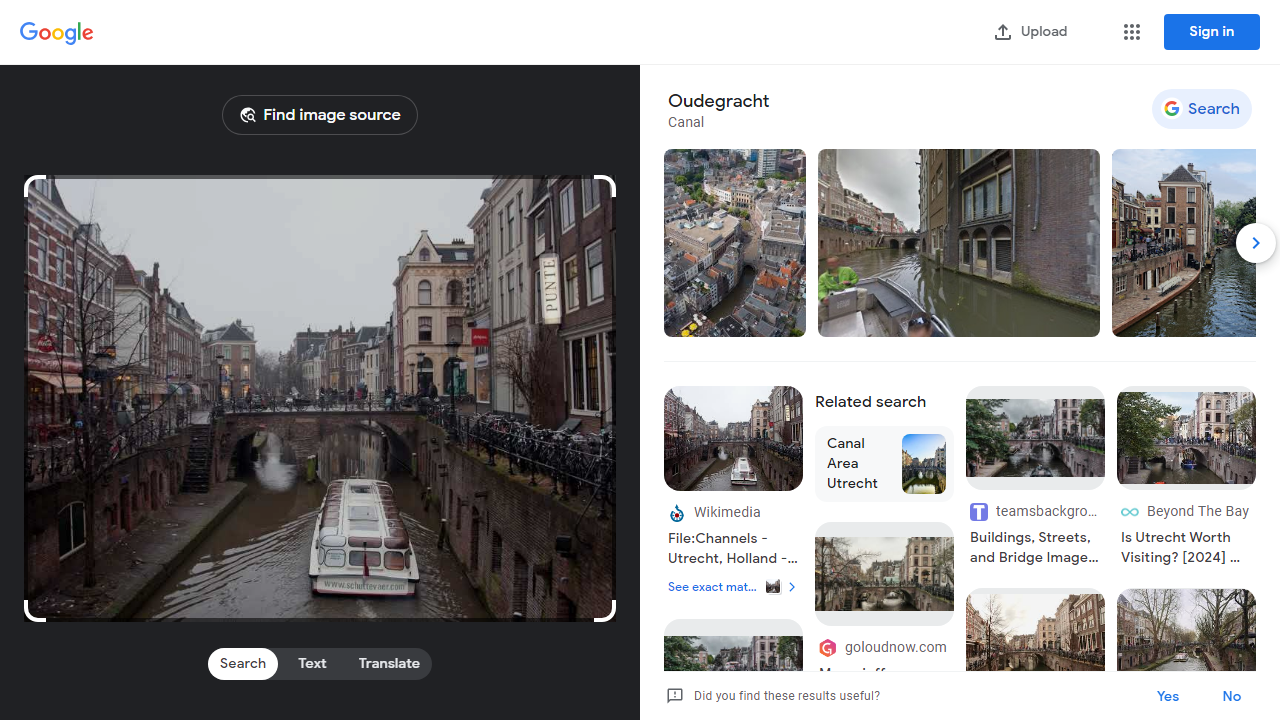 Google
Upload
Sign in
Find image source
PUNTE
www.schuttevaer.com
Search
Text
Translate
Oudegracht
Canal
Search
Related search
Canal
Area
Utrecht
Wikimedia
File:Channels -
Utrecht, Holland -...
See exact mat...
goloudnow.com
teamsbackgro...
Buildings, Streets,
and Bridge Image...
Beyond The Bay
Is Utrecht Worth
Visiting? [2024] ...
Did you find these results useful?
Yes
No